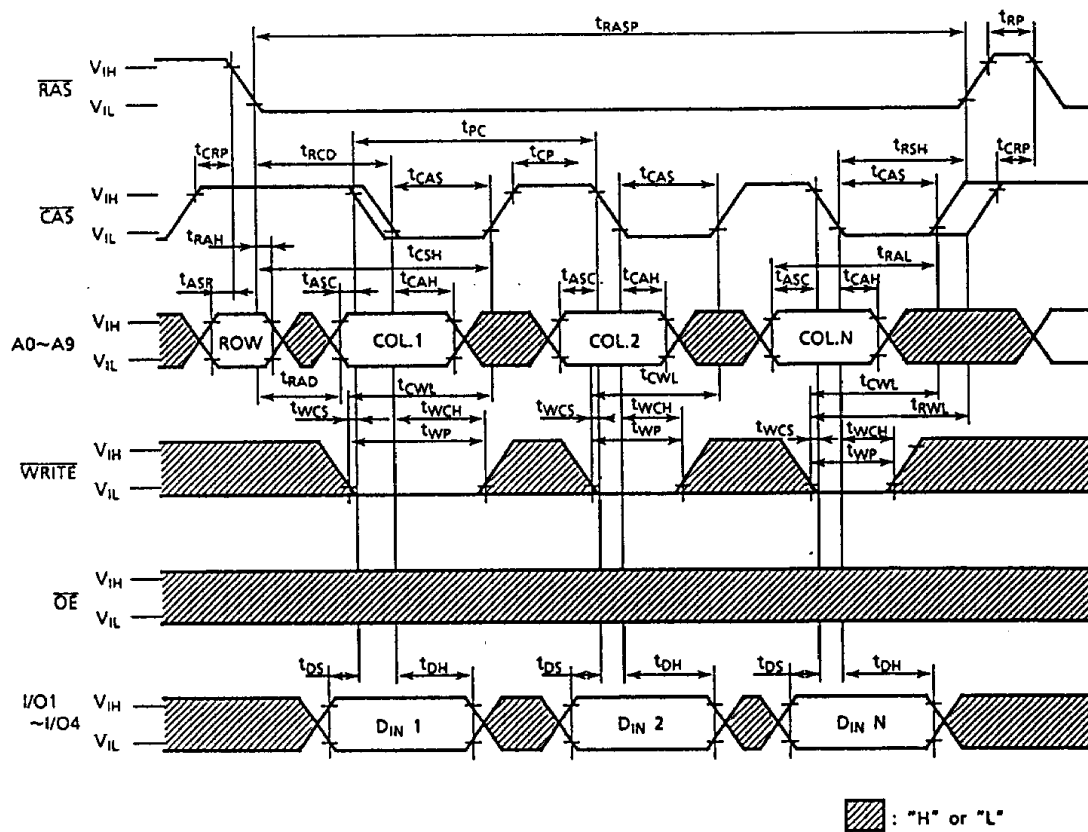 tRASP tRP
VIH
RAS
VIL
tPC
tCRP tRCD tCP tRSH tCRP
tCAS tCAS tCAS
VIH
CAS
VIL
tRAH tCSH tRAL
tASR tASC tCAH tASC tCAH tASC tCAH
VIH
A0~A9 ROW COL.1 COL.2 COL.N
VIL
tRAD tCWL tCWL tCWL
tRWL
tWCS tWCH tWCS tWCH tWCS tWCH
tWP tWP tWP
VIH
WRITE
VIL
VIH
OE
VIL
tDS tDH tDS tDH tDS tDH
I/O1 VIH
~I/O4 DIN 1 DIN 2 DIN N
VIL
: "H" or "L"